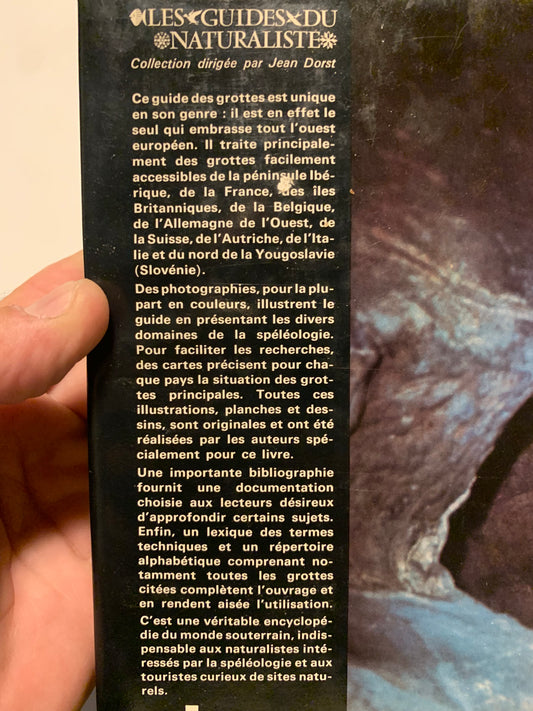 LES GUIDES DU
NATURALISTE
Collection dirigée par Jean Dorst
Ce guide des grottes est unique
en son genre : il est en effet le
seul qui embrasse tout l'ouest
européen. Il traite principale-
ment des grottes facilement
accessibles de la péninsule Ibé-
rique, de la France, des îles
Britanniques, de la Belgique,
de l'Allemagne de l'Ouest, de
la Suisse, de l'Autriche, de l'Ita-
lie et du nord de la Yougoslavie
(Slovénie).
Des photographies, pour la plu-
part en couleurs, illustrent le
guide en présentant les divers
domaines de la spéléologie.
Pour faciliter les recherches,
des cartes précisent pour cha-
que pays la situation des grot-
tes principales. Toutes ces
illustrations, planches et des-
sins, sont originales et ont été
réalisées par les auteurs spé-
cialement pour ce livre.
Une importante bibliographie
fournit une documentation
choisie aux lecteurs désireux
d'approfondir certains sujets.
Enfin, un lexique des termes
techniques et un répertoire
alphabétique comprenant no-
tamment toutes les grottes
citées complètent l'ouvrage et
en rendent aisée l'utilisation.
C'est une véritable encyclopé-
die du monde souterrain, indis-
pensable aux naturalistes inté-
ressés par la spéléologie et aux
touristes curieux de sites natu-
rels.